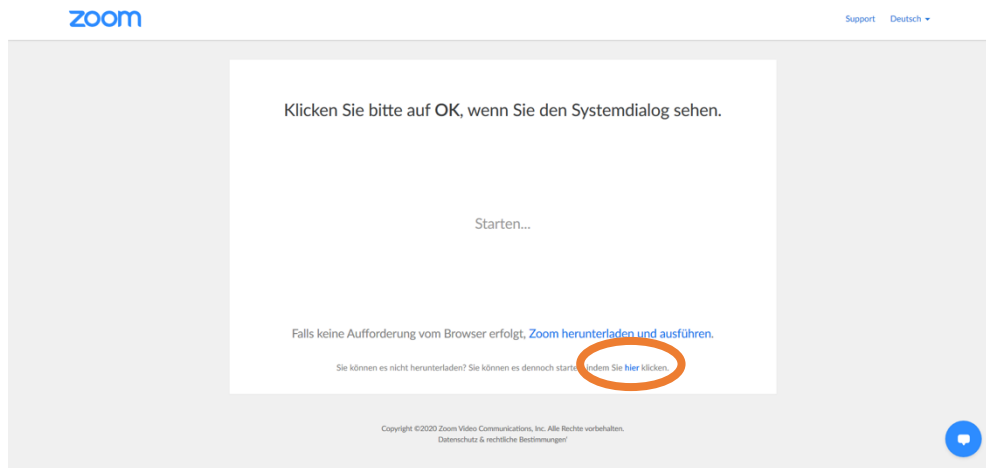 zoom
Support Deutsch
Klicken Sie bitte auf OK, wenn Sie den Systemdialog sehen.
Starten...
Falls keine Aufforderung vom Browser erfolgt, Zoom herunterladen und ausführen.
Sie können es nicht herunterladen? Sie können es dennoch starten, indem Sie hier klicken.
Copyright ©2020 Zoom Video Communications, Inc. Alle Rechte vorbehalten.
Datenschutz & rechtliche Bestimmungen'